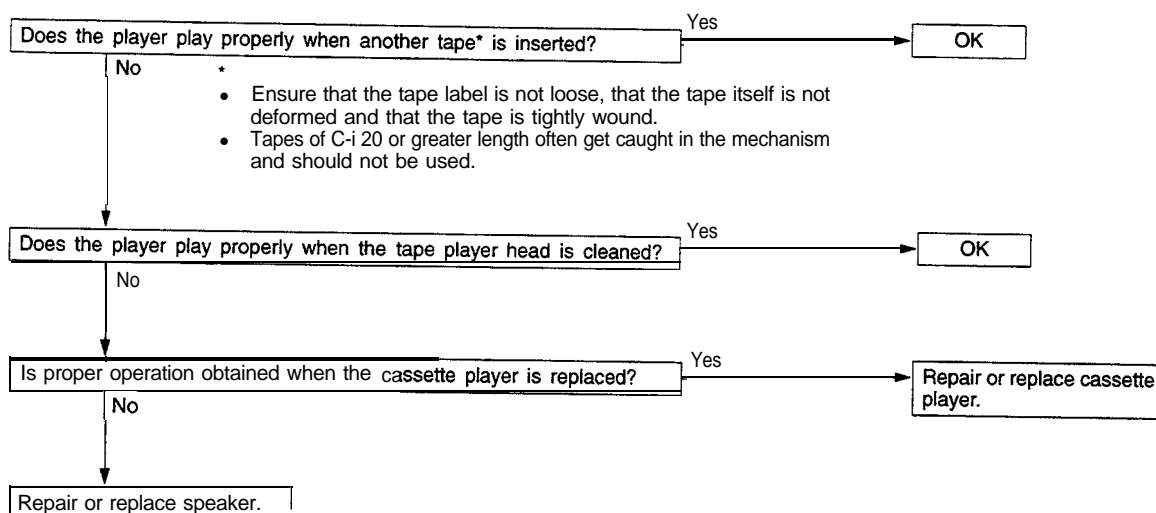 Does the player play properly when another tape* is inserted?
Yes
OK
No
*
• Ensure that the tape label is not loose, that the tape itself is not
deformed and that the tape is tightly wound.
• Tapes of C-i 20 or greater length often get caught in the mechanism
and should not be used.
Does the player play properly when the tape player head is cleaned?
Yes
OK
No
Is proper operation obtained when the cassette player is replaced?
Yes
Repair or replace cassette
player.
No
Repair or replace speaker.